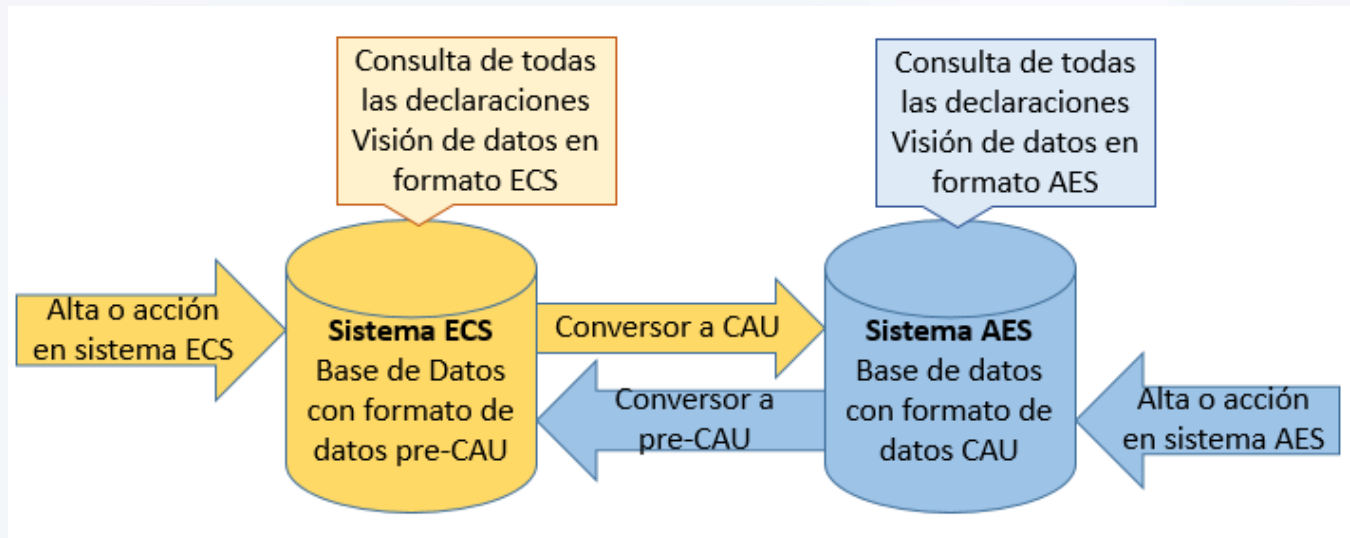 Consulta de todas
las declaraciones
Visión de datos en
formato ECS
Consulta de todas
las declaraciones
Visión de datos en
formato AES
Alta o acción
en sistema ECS
Sistema ECS
Base de Datos
con formato de
datos pre-CAU
Conversor a CAU
Conversor a
pre-CAU
Sistema AES
Base de datos
con formato de
datos CAU
Alta o acción
en sistema AES